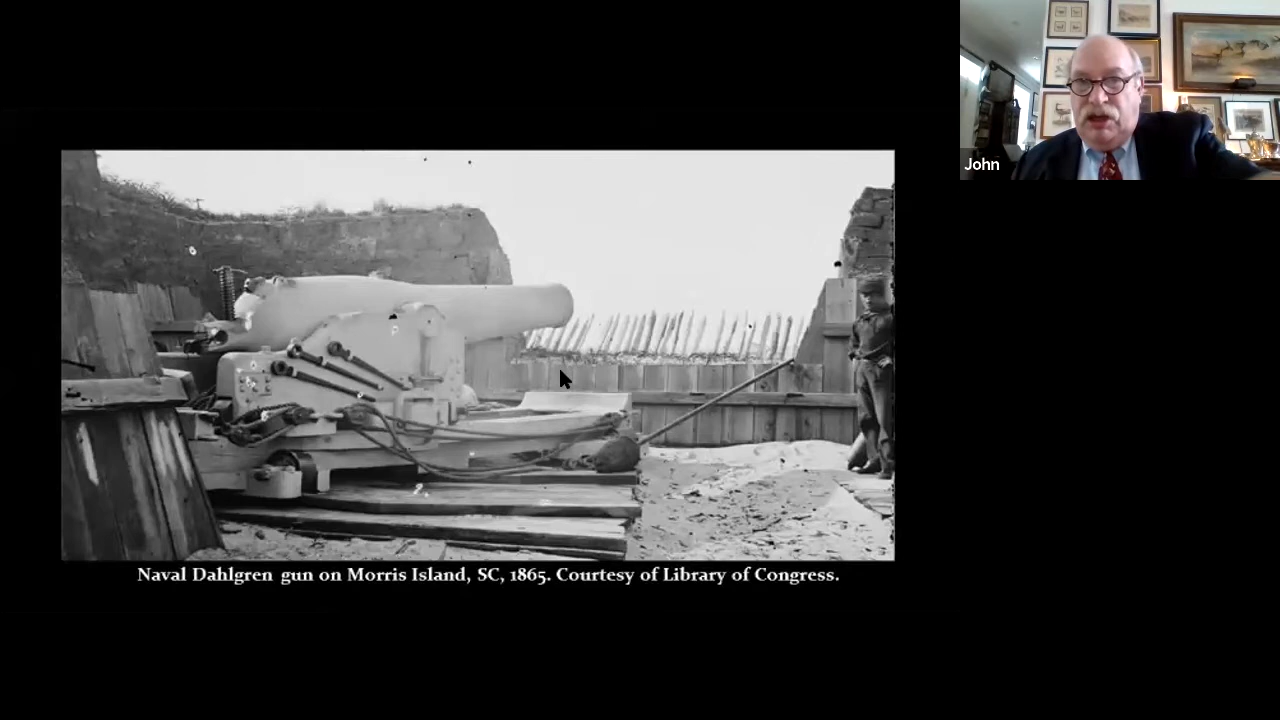 John
Naval Dahlgren gun on Morris Island, SC, 1865. Courtesy of Library of Congress.